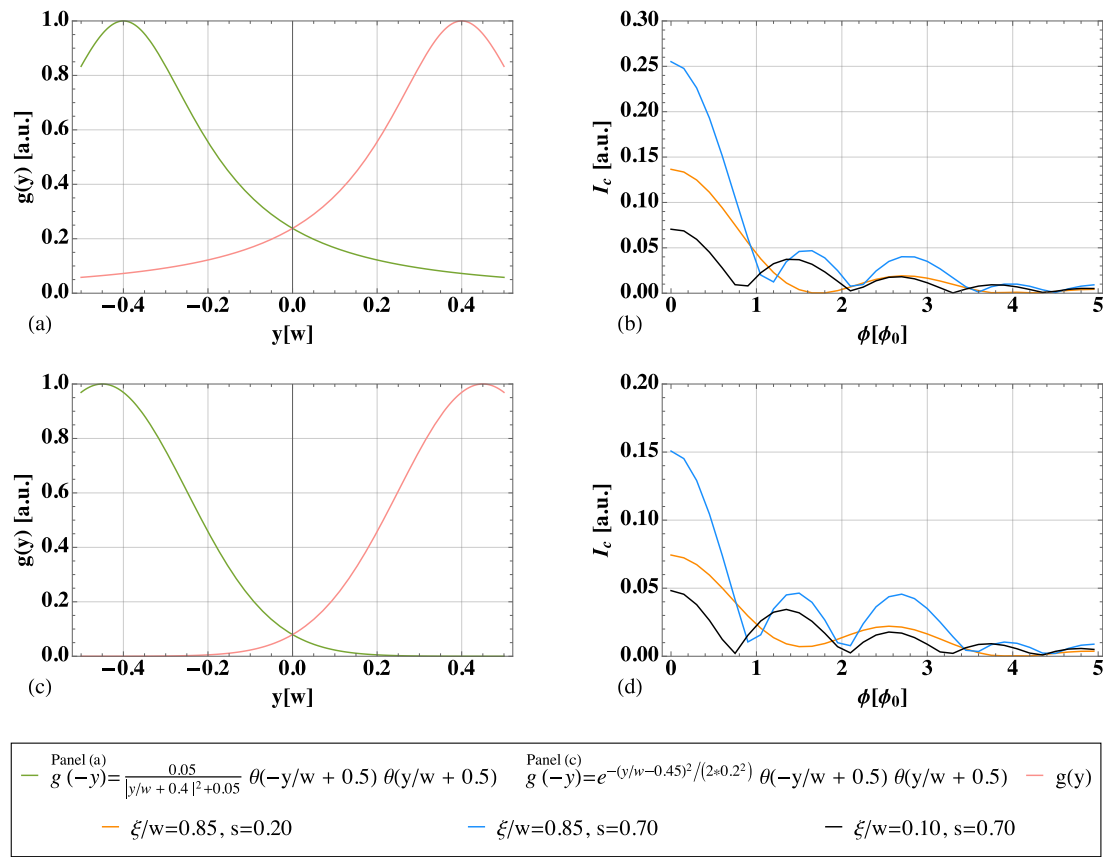 1.0
0.8
0.6
0.4
0.2
0.0
g(y) [a.u.]
−0.4 −0.2 0.0 0.2 0.4
y[w]
(a)
0.30
0.25
0.20
0.15
0.10
0.05
0.00
I_c [a.u.]
0 1 2 3 4 5
ϕ[ϕ_0]
(b)
1.0
0.8
0.6
0.4
0.2
0.0
g(y) [a.u.]
−0.4 −0.2 0.0 0.2 0.4
y[w]
(c)
0.20
0.15
0.10
0.05
0.00
I_c [a.u.]
0 1 2 3 4 5
ϕ[ϕ_0]
(d)
Panel (a) Panel (c)
g (−y)=0.05/(|y/w + 0.4 |^2+0.05) θ(−y/w + 0.5) θ(y/w + 0.5) g (−y)=e^{−(y/w−0.45)^2/(2*0.2^2)} θ(−y/w + 0.5) θ(y/w + 0.5) g(y)
ξ/w=0.85, s=0.20 ξ/w=0.85, s=0.70 ξ/w=0.10, s=0.70